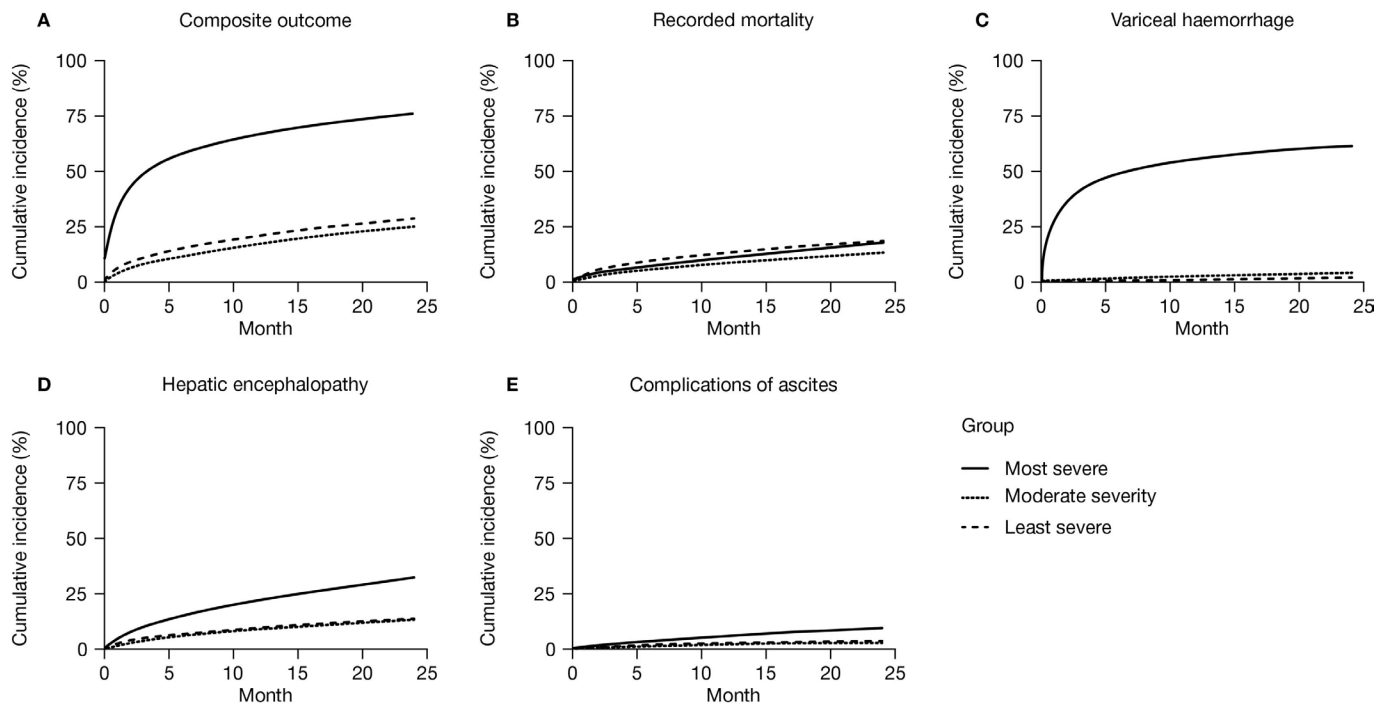 A Composite outcome
Cumulative incidence (%)
100
75
50
25
0
0 5 10 15 20 25
Month
B Recorded mortality
Cumulative incidence (%)
100
75
50
25
0
0 5 10 15 20 25
Month
C Variceal haemorrhage
Cumulative incidence (%)
100
75
50
25
0
0 5 10 15 20 25
Month
D Hepatic encephalopathy
Cumulative incidence (%)
100
75
50
25
0
0 5 10 15 20 25
Month
E Complications of ascites
Cumulative incidence (%)
100
75
50
25
0
0 5 10 15 20 25
Month
Group
Most severe
Moderate severity
Least severe